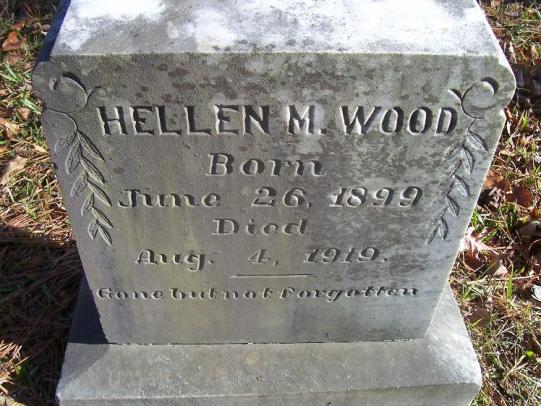 HELLEN M. WOOD
Born
June 26, 1899
Died
Aug. 4, 1919.
Gone but not forgotten